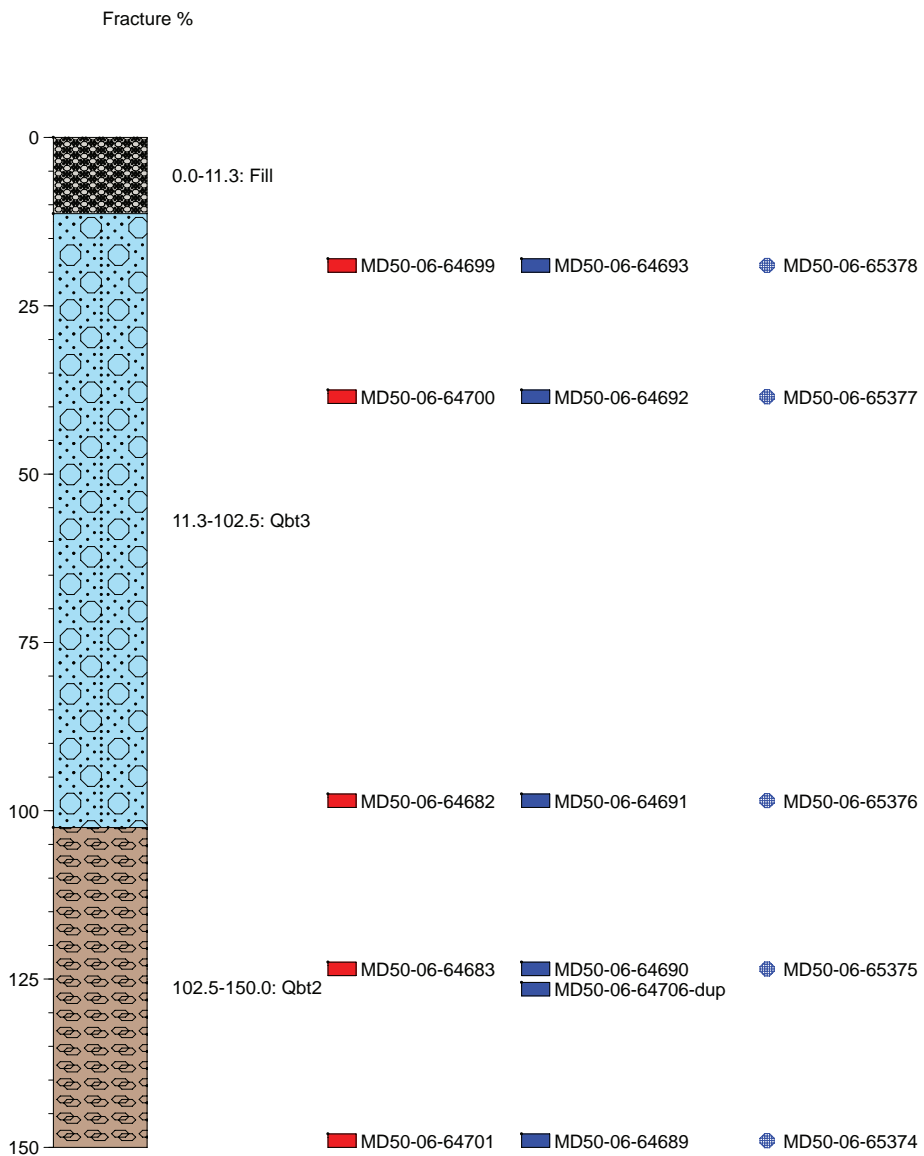 Fracture %
0
0.0-11.3: Fill
MD50-06-64699 MD50-06-64693 MD50-06-65378
25
MD50-06-64700 MD50-06-64692 MD50-06-65377
50
11.3-102.5: Qbt3
75
100
MD50-06-64682 MD50-06-64691 MD50-06-65376
MD50-06-64683 MD50-06-64690 MD50-06-65375
125
102.5-150.0: Qbt2
MD50-06-64706-dup
150
MD50-06-64701 MD50-06-64689 MD50-06-65374